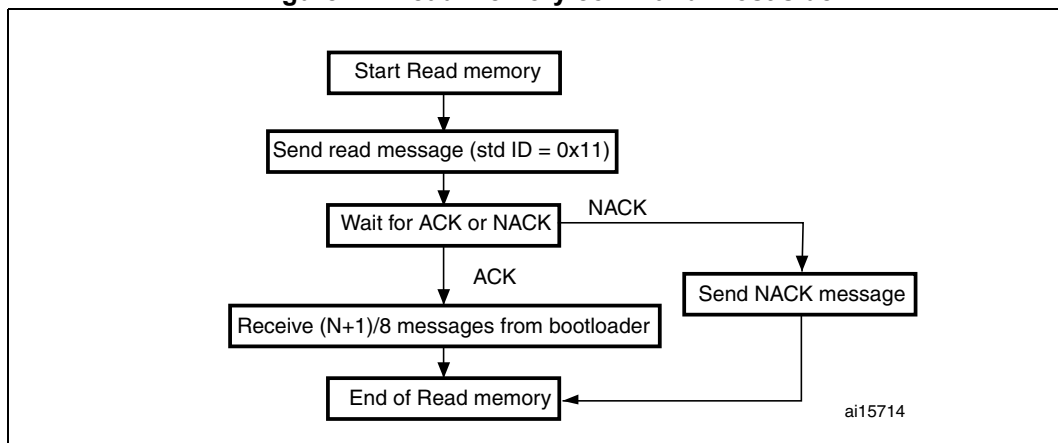 Start Read memory
Send read message (std ID = 0x11)
Wait for ACK or NACK
NACK
ACK
Send NACK message
Receive (N+1)/8 messages from bootloader
End of Read memory
ai15714